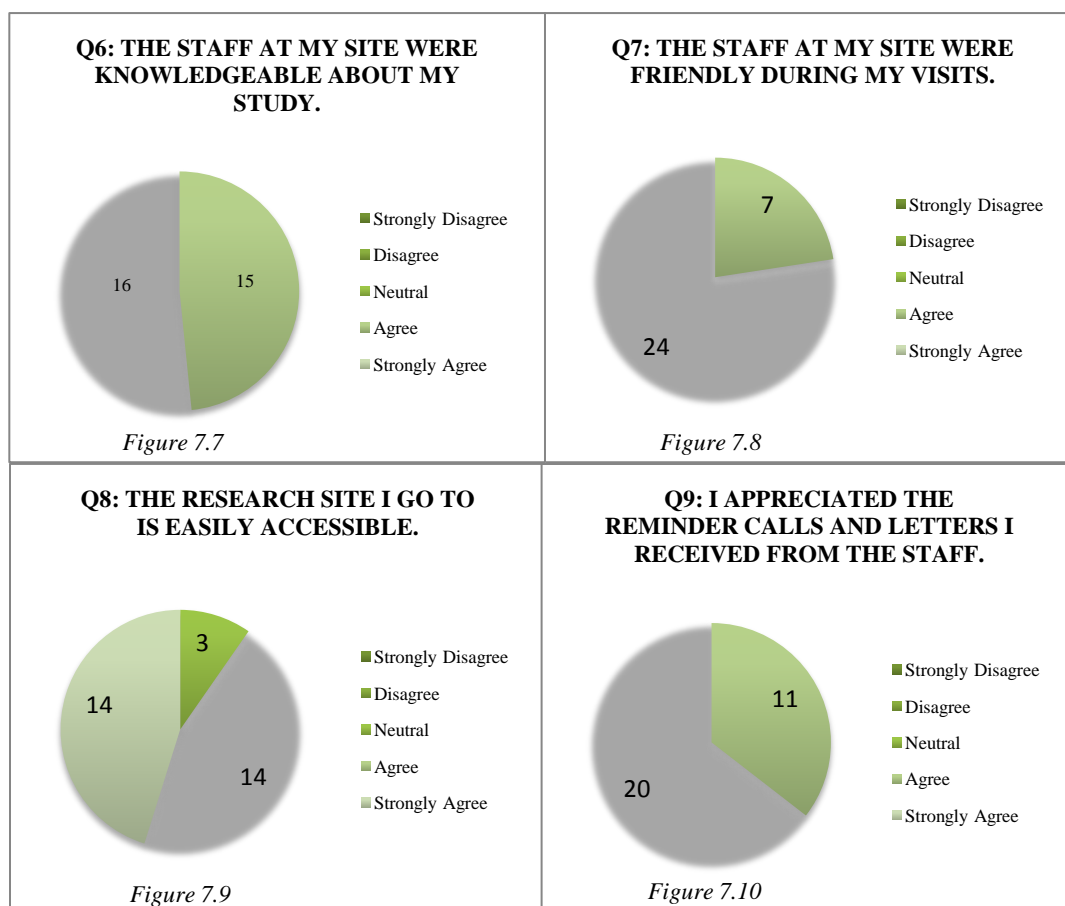 Q6: THE STAFF AT MY SITE WERE
KNOWLEDGEABLE ABOUT MY
STUDY.
16
15
Strongly Disagree
Disagree
Neutral
Agree
Strongly Agree
Figure 7.7
Q7: THE STAFF AT MY SITE WERE
FRIENDLY DURING MY VISITS.
7
24
Strongly Disagree
Disagree
Neutral
Agree
Strongly Agree
Figure 7.8
Q8: THE RESEARCH SITE I GO TO
IS EASILY ACCESSIBLE.
3
14
14
Strongly Disagree
Disagree
Neutral
Agree
Strongly Agree
Figure 7.9
Q9: I APPRECIATED THE
REMINDER CALLS AND LETTERS I
RECEIVED FROM THE STAFF.
11
20
Strongly Disagree
Disagree
Neutral
Agree
Strongly Agree
Figure 7.10